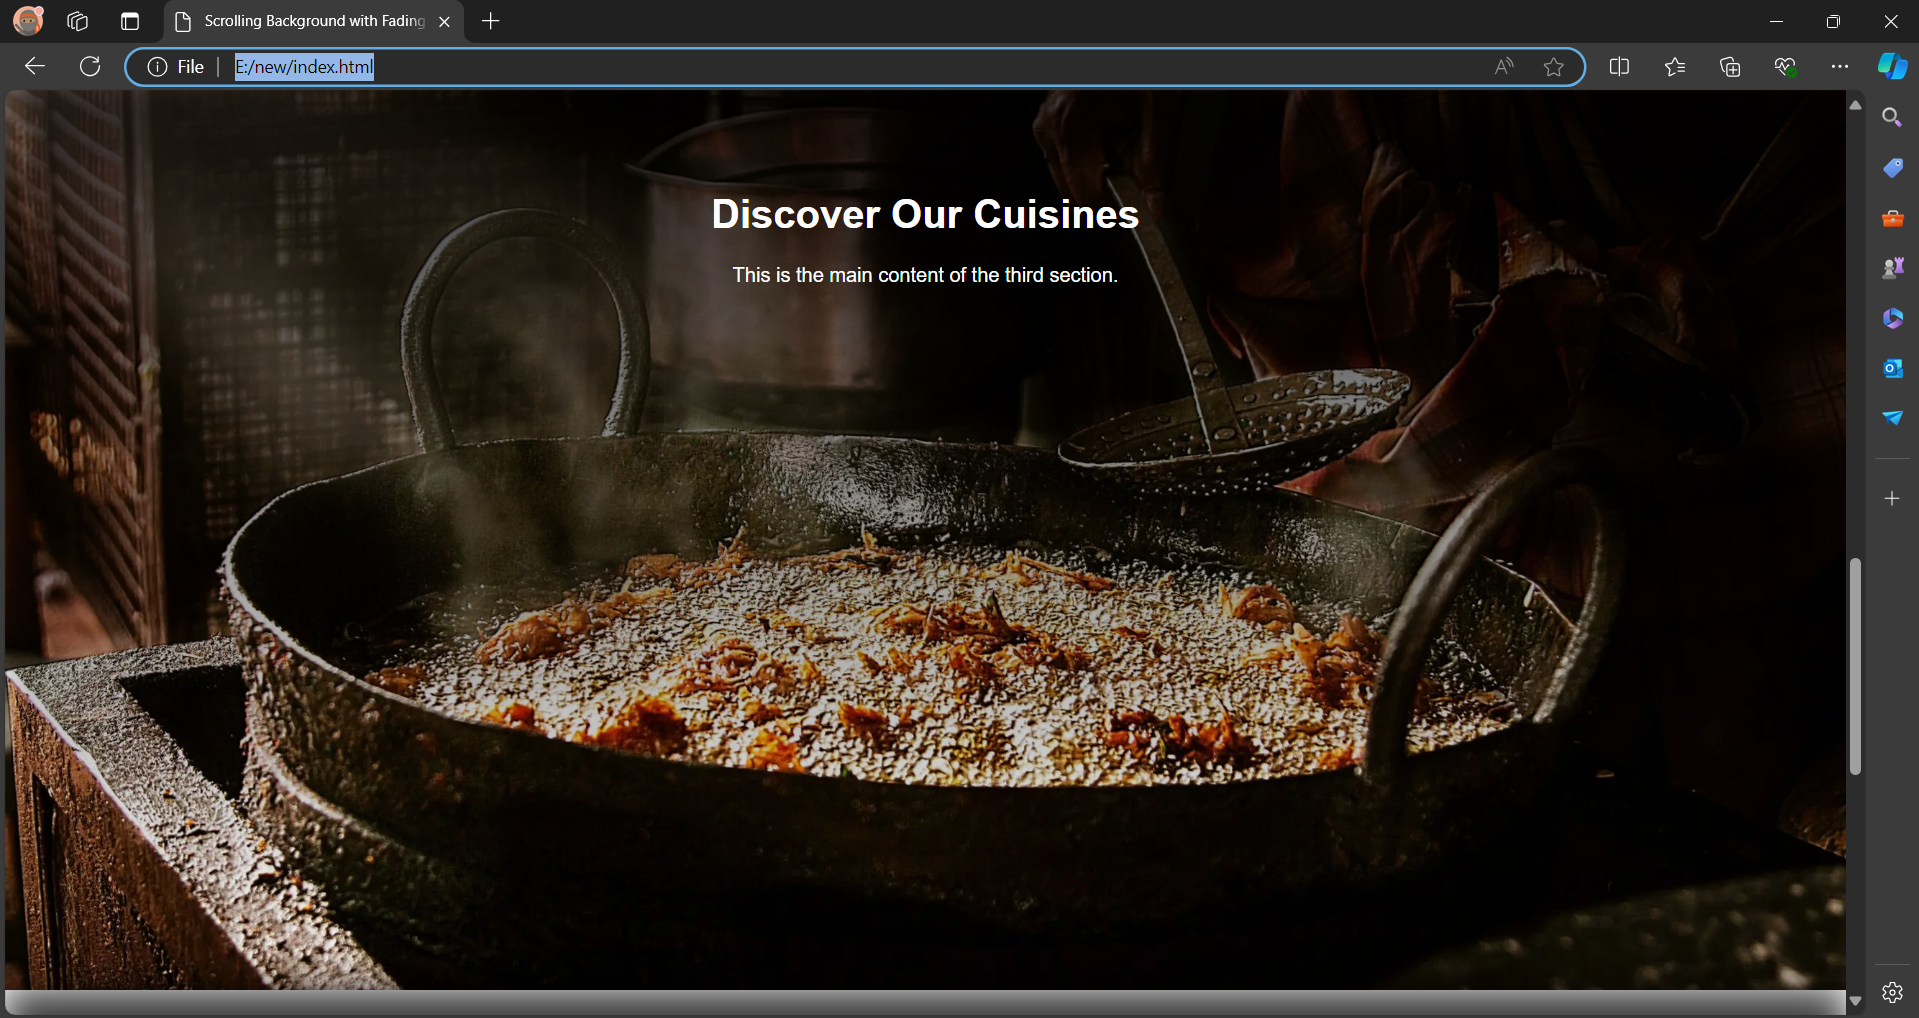 Scrolling Background with Fading
File
E:/new/index.html
Discover Our Cuisines
This is the main content of the third section.